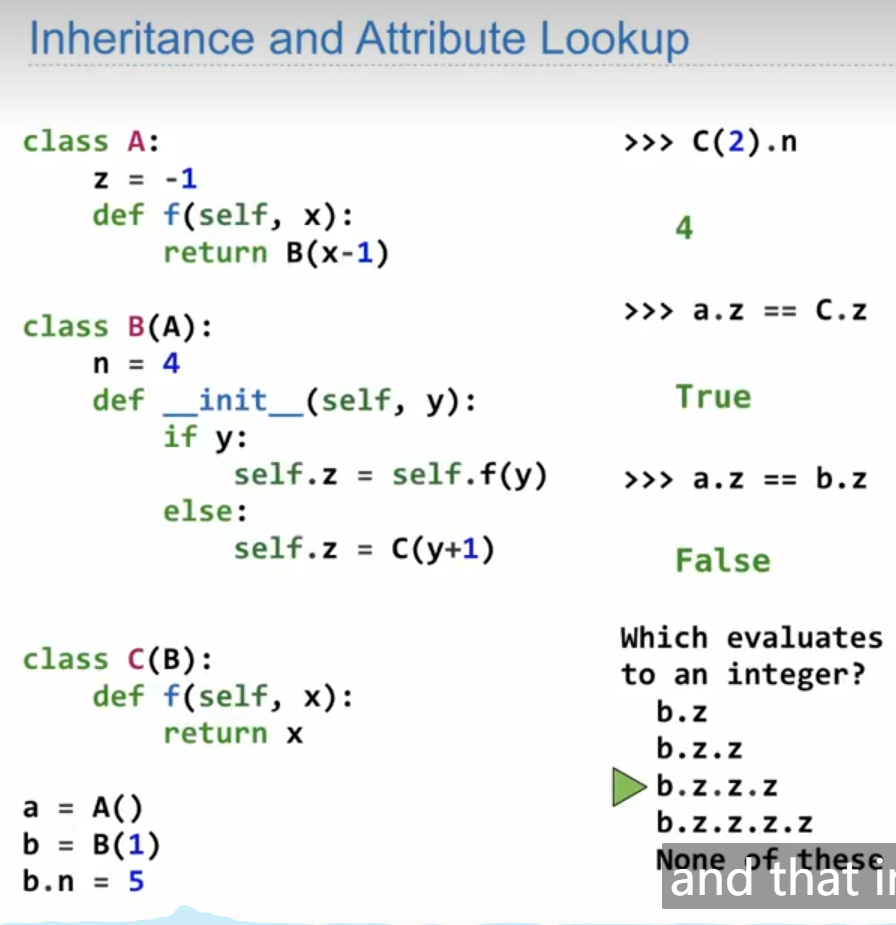 Inheritance and Attribute Lookup
class A:
    z = -1
    def f(self, x):
        return B(x-1)
class B(A):
    n = 4
    def __init__(self, y):
        if y:
            self.z = self.f(y)
        else:
            self.z = C(y+1)
class C(B):
    def f(self, x):
        return x
a = A()
b = B(1)
b.n = 5
>>> C(2).n
4
>>> a.z == C.z
True
>>> a.z == b.z
False
Which evaluates
to an integer?
b.z
b.z.z
b.z.z.z
b.z.z.z.z
None of these
and that